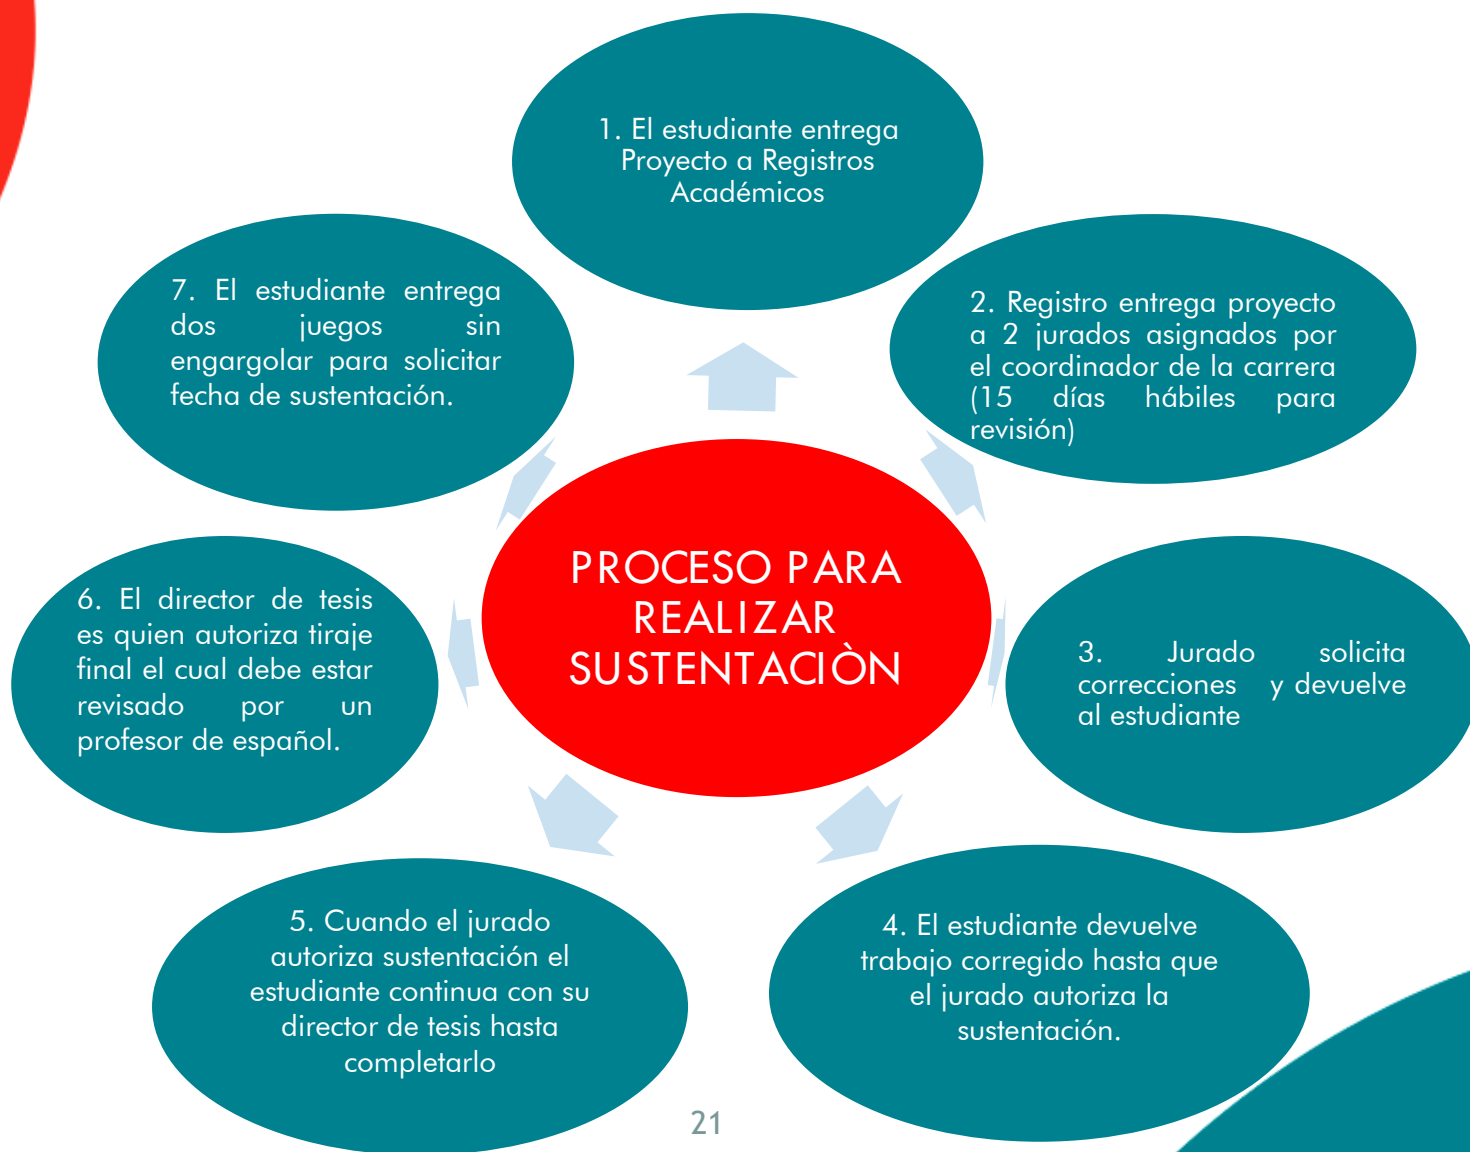 1. El estudiante entrega
Proyecto a Registros
Académicos
2. Registro entrega proyecto
a 2 jurados asignados por
el coordinador de la carrera
(15 días hábiles para
revisión)
3. Jurado solicita
correcciones y devuelve
al estudiante
4. El estudiante devuelve
trabajo corregido hasta que
el jurado autoriza la
sustentación.
5. Cuando el jurado
autoriza sustentación el
estudiante continua con su
director de tesis hasta
completarlo
6. El director de tesis
es quien autoriza tiraje
final el cual debe estar
revisado por un
profesor de español.
7. El estudiante entrega
dos juegos sin
engargolar para solicitar
fecha de sustentación.
PROCESO PARA
REALIZAR
SUSTENTACIÒN
21